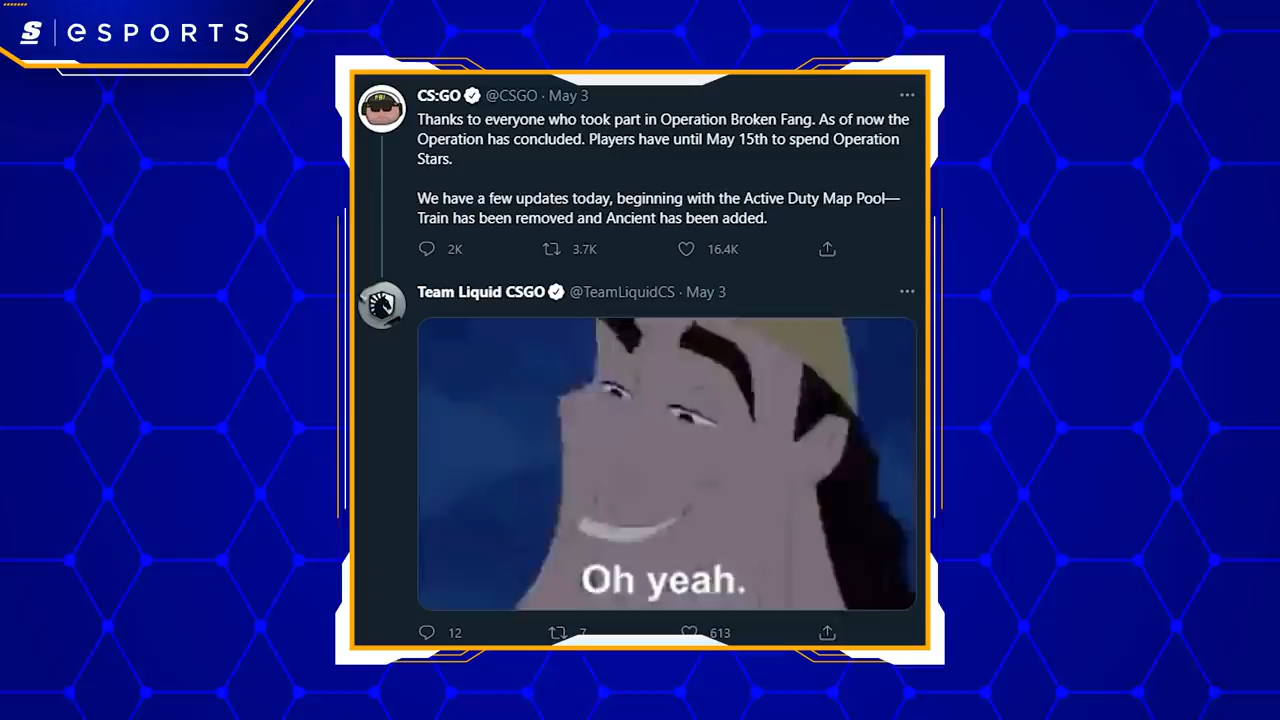 eSPORTS
CS:GO @CSGO · May 3
Thanks to everyone who took part in Operation Broken Fang. As of now the
Operation has concluded. Players have until May 15th to spend Operation
Stars.
We have a few updates today, beginning with the Active Duty Map Pool—
Train has been removed and Ancient has been added.
2K 3.7K 16.4K
Team Liquid CSGO @TeamLiquidCS · May 3
Oh yeah.
12 7 613